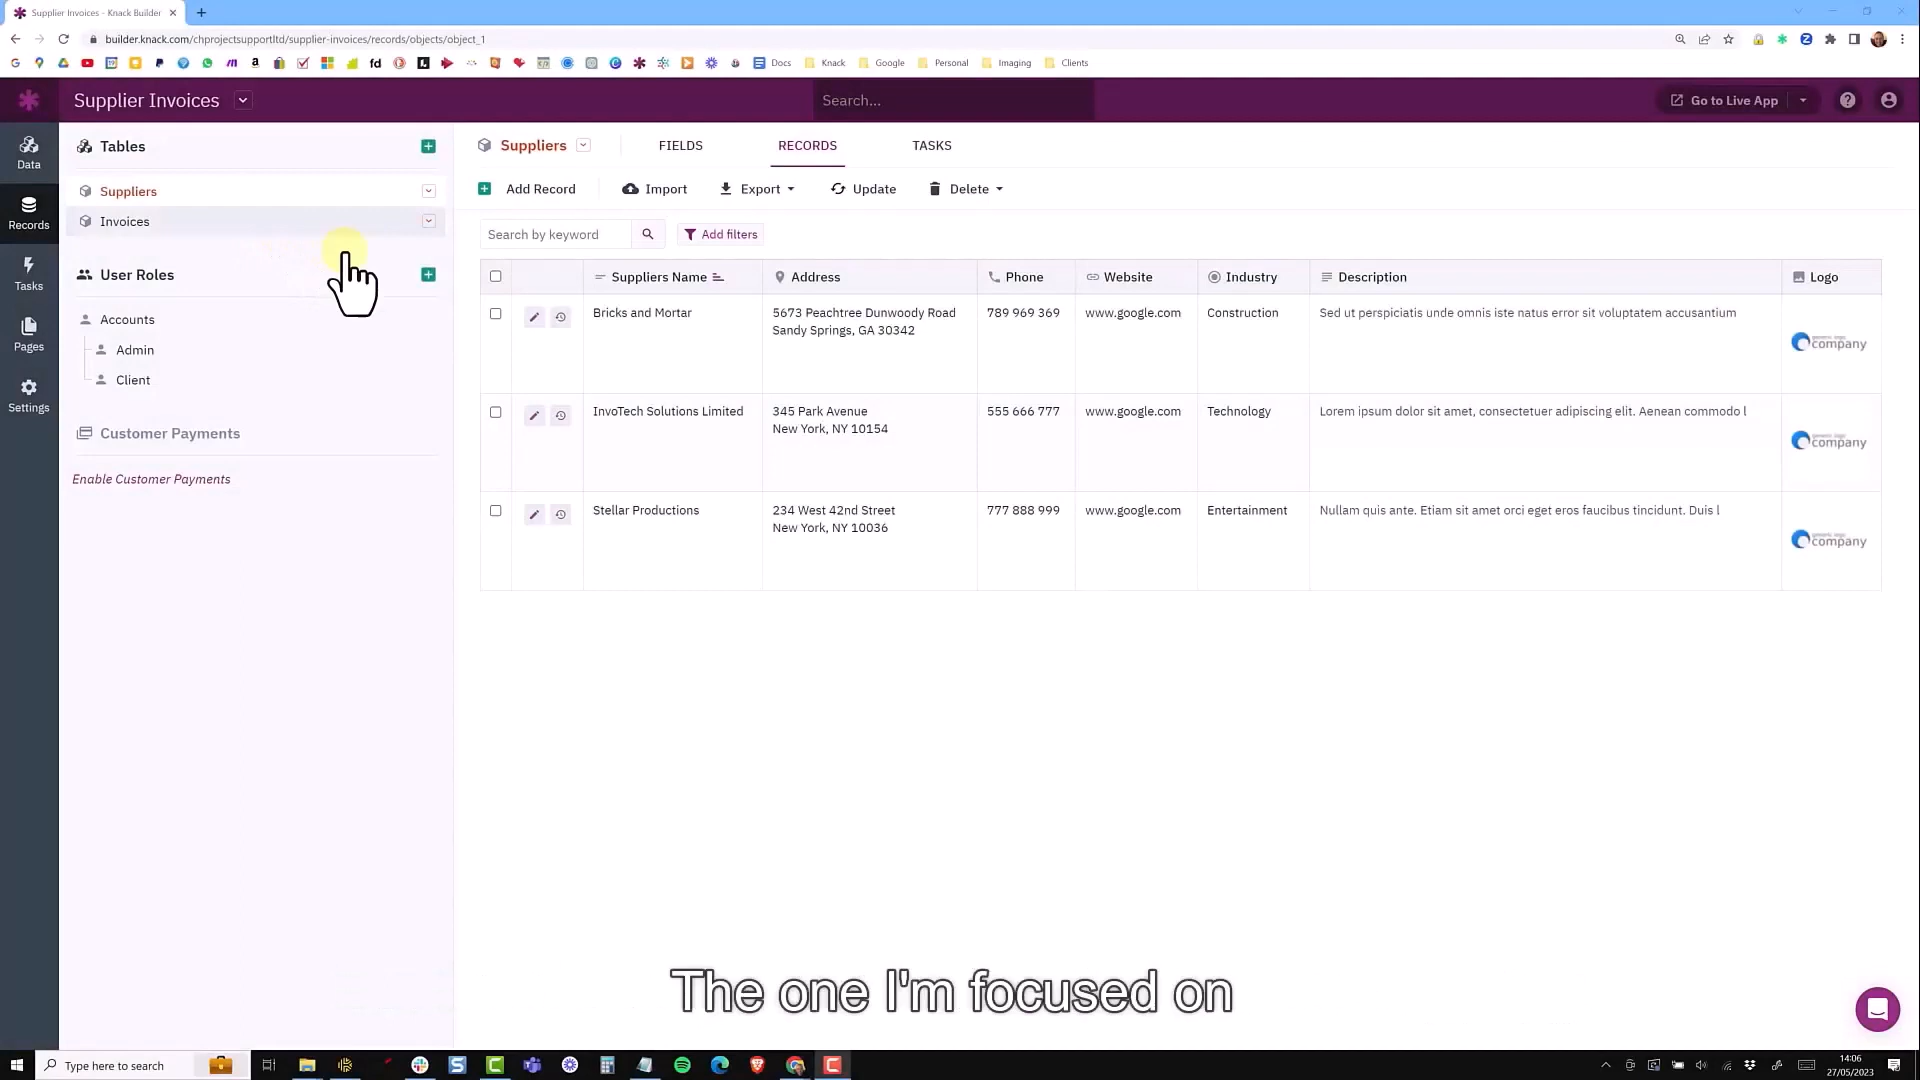 Supplier Invoices - Knack Builder
builder.knack.com/chprojectsupportltd/supplier-invoices/records/objects/object_1
Docs
Knack
Google
Personal
Imaging
Clients
Supplier Invoices
Search...
Go to Live App
Data
Records
Tasks
Pages
Settings
Tables
Suppliers
Invoices
User Roles
Accounts
Admin
Client
Customer Payments
Enable Customer Payments
Suppliers
FIELDS
RECORDS
TASKS
Add Record
Import
Export
Update
Delete
Search by keyword
Add filters
Suppliers Name
Address
Phone
Website
Industry
Description
Logo
Bricks and Mortar
5673 Peachtree Dunwoody Road
Sandy Springs, GA 30342
789 969 369
www.google.com
Construction
Sed ut perspiciatis unde omnis iste natus error sit voluptatem accusantium
company
InvoTech Solutions Limited
345 Park Avenue
New York, NY 10154
555 666 777
www.google.com
Technology
Lorem ipsum dolor sit amet, consectetuer adipiscing elit. Aenean commodo l
company
Stellar Productions
234 West 42nd Street
New York, NY 10036
777 888 999
www.google.com
Entertainment
Nullam quis ante. Etiam sit amet orci eget eros faucibus tincidunt. Duis l
company
The one I'm focused on
Type here to search
14:06
27/05/2023